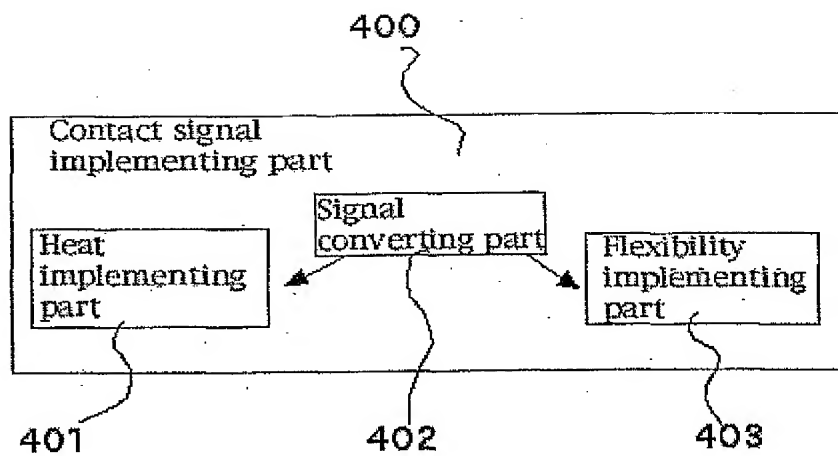 400
Contact signal
implementing part
Signal
converting part
Heat
implementing
part
Flexibility
implementing
part
401
402
403